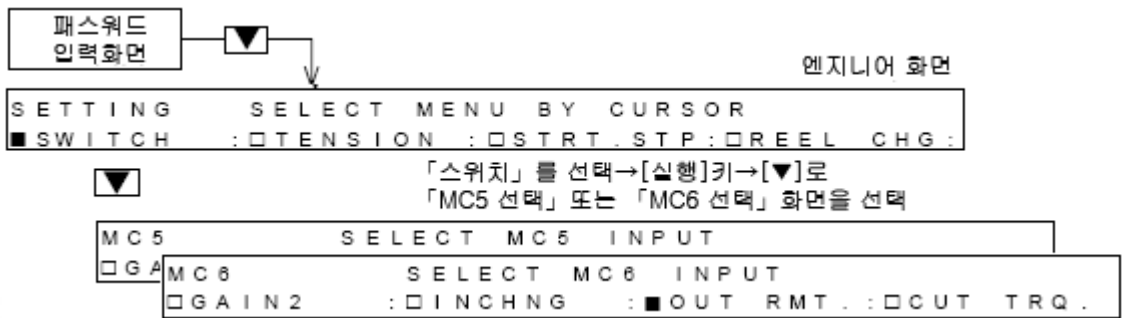 패스워드
입력화면
▼
엔지니어 화면
SETTING SELECT MENU BY CURSOR
■SWITCH :□TENSION :□STRT.STP:□REEL CHG:
▼
「스위치」를 선택→[실행]키→[▼]로
「MC5 선택」또는 「MC6 선택」화면을 선택
MC5 SELECT MC5 INPUT
□GA
MC6 SELECT MC6 INPUT
□GAIN2 :□INCHNG :■OUT RMT.:□CUT TRQ.